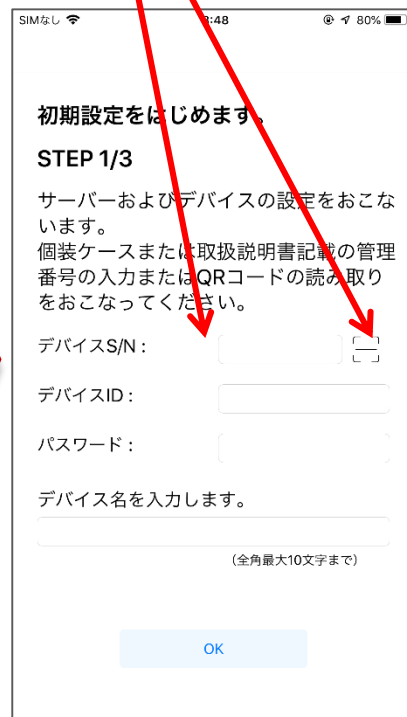 SIMなし 8:48 80%
初期設定をはじめます。
STEP 1/3
サーバーおよびデバイスの設定をおこな
います。
個装ケースまたは取扱説明書記載の管理
番号の入力またはQRコードの読み取り
をおこなってください。
デバイスS/N：
デバイスID：
パスワード：
デバイス名を入力します。
（全角最大10文字まで）
OK